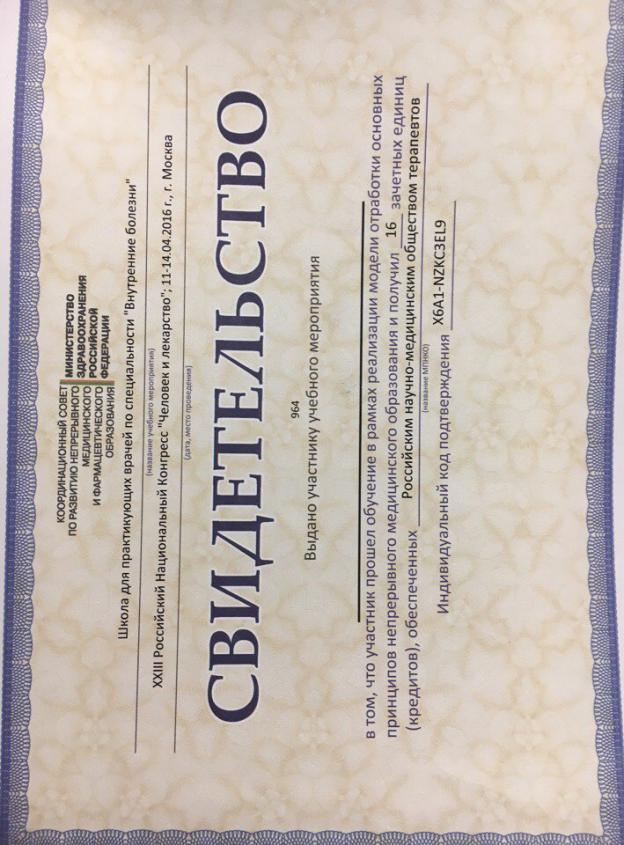 КООРДИНАЦИОННЫЙ СОВЕТ
ПО РАЗВИТИЮ НЕПРЕРЫВНОГО
МЕДИЦИНСКОГО
И ФАРМАЦЕВТИЧЕСКОГО
ОБРАЗОВАНИЯ
МИНИСТЕРСТВО
ЗДРАВООХРАНЕНИЯ
РОССИЙСКОЙ
ФЕДЕРАЦИИ
Школа для практикующих врачей по специальности "Внутренние болезни"
(название учебного мероприятия)
XXIII Российский Национальный Конгресс "Человек и лекарство"; 11-14.04.2016 г., г. Москва
(дата, место проведения)
СВИДЕТЕЛЬСТВО
964
Выдано участнику учебного мероприятия
в том, что участник прошел обучение в рамках реализации модели отработки основных
принципов непрерывного медицинского образования и получил 16 зачетных единиц
(кредитов), обеспеченных Российским научно-медицинским обществом терапевтов
(название МПНКО)
Индивидуальный код подтверждения X6A1-NZKC3EL9